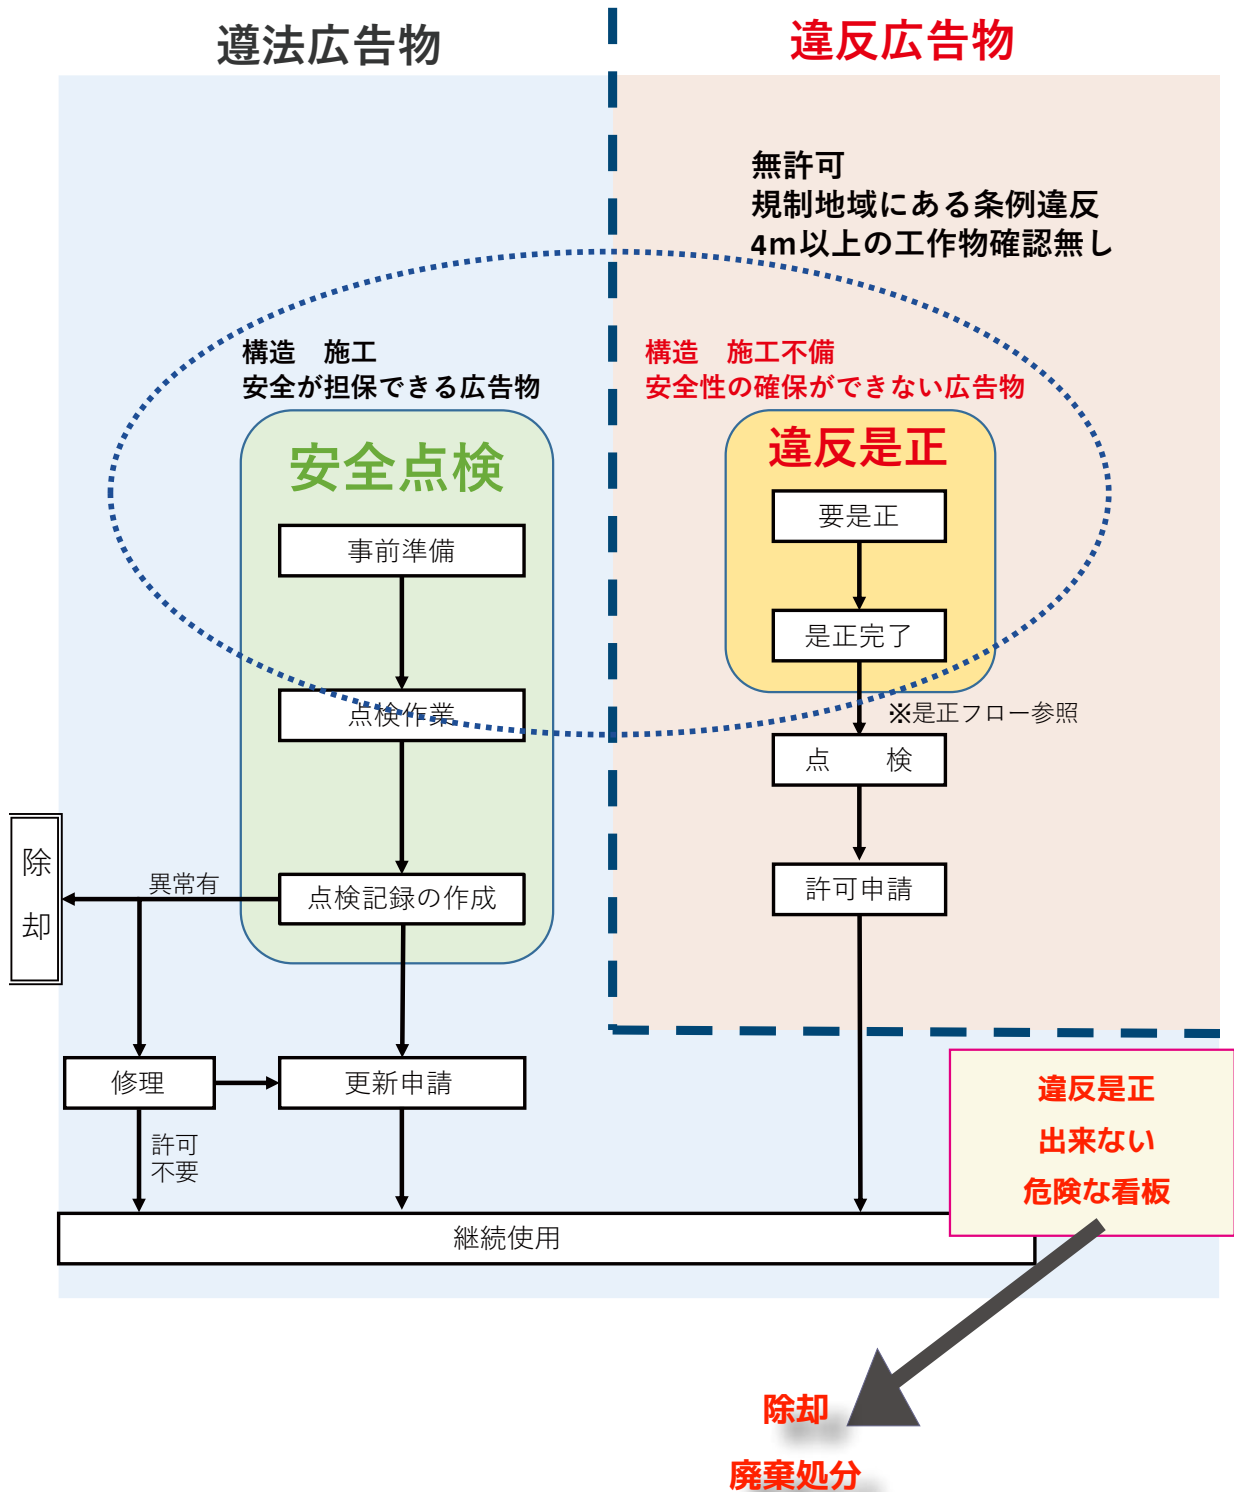 遵法広告物
違反広告物
無許可
規制地域にある条例違反
4m以上の工作物確認無し
構造　施工
安全が担保できる広告物
構造　施工不備
安全性の確保ができない広告物
安全点検
事前準備
点検作業
点検記録の作成
異常有
除却
修理
更新申請
許可
不要
違反是正
要是正
是正完了
※是正フロー参照
点　検
許可申請
継続使用
違反是正
出来ない
危険な看板
除却
廃棄処分